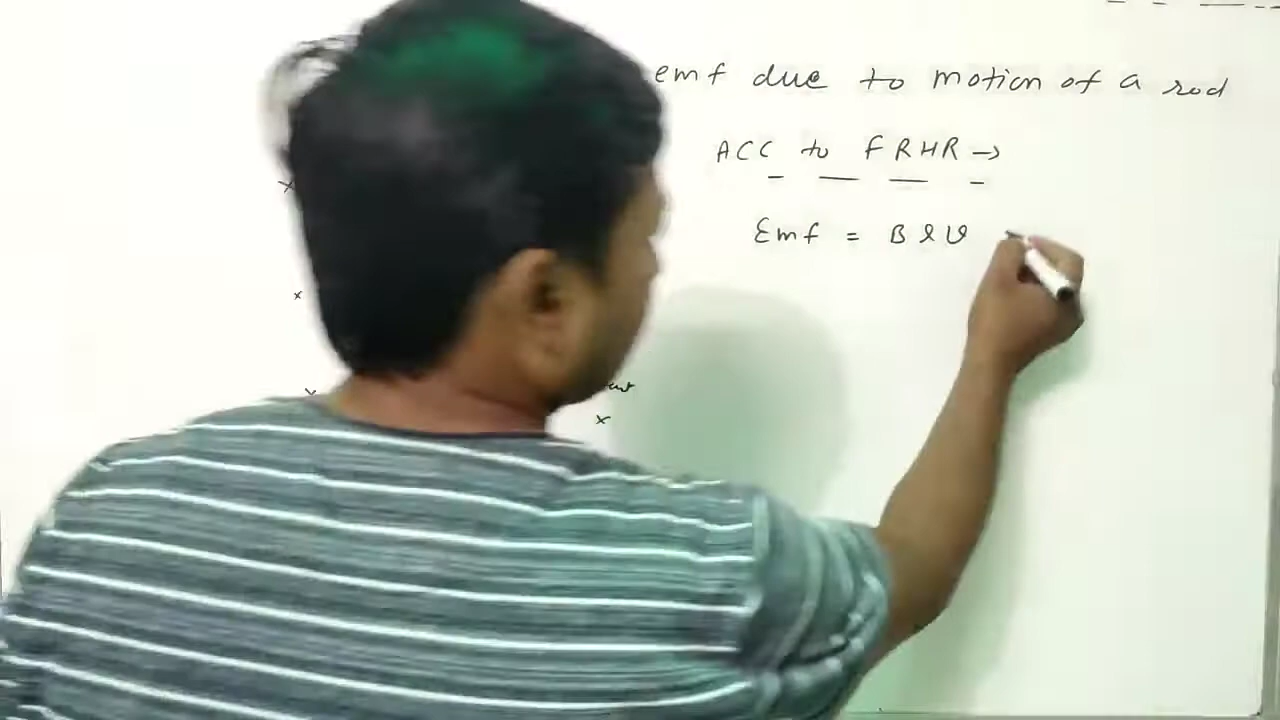 emf due to motion of a rod
ACC to FRHR →
Emf = Blv
x
x
x
x